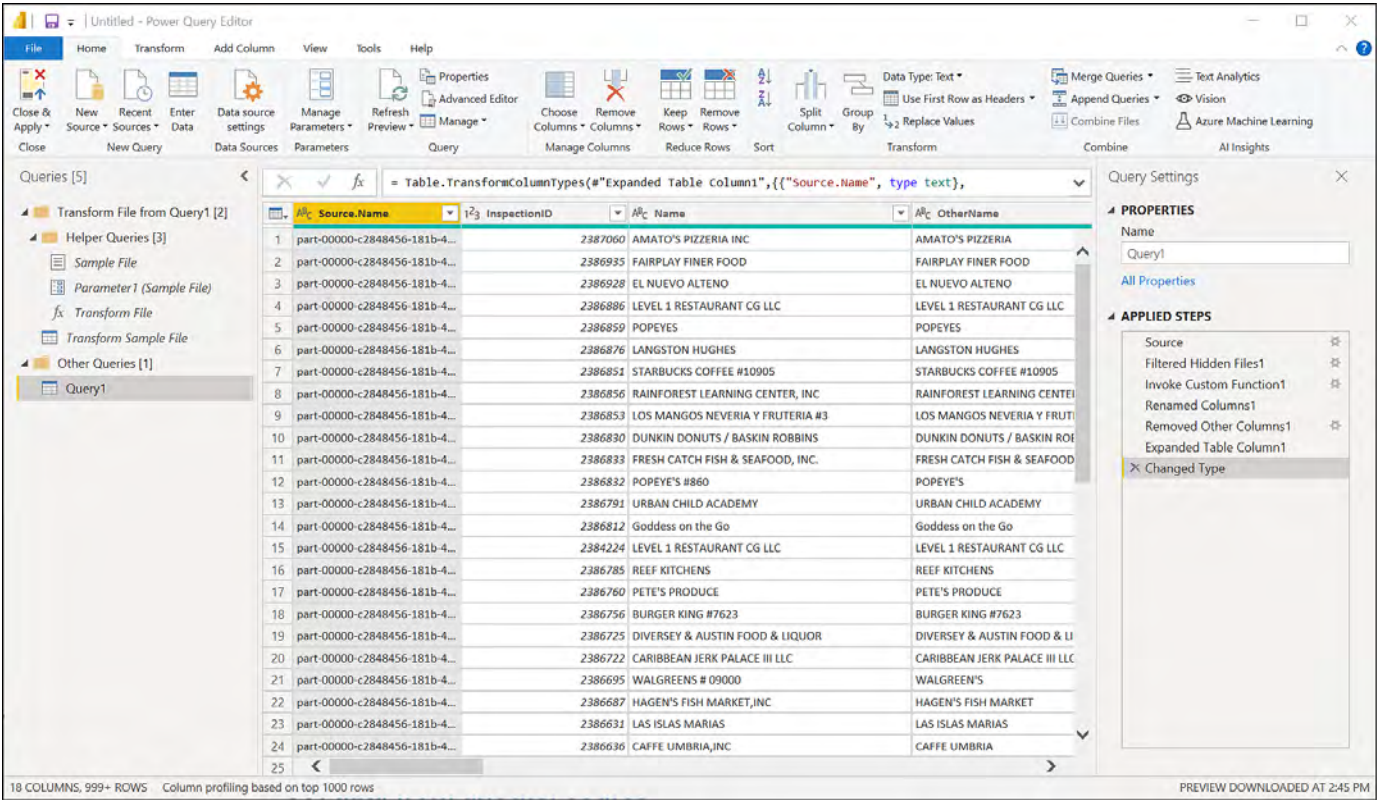 Untitled - Power Query Editor
File Home Transform Add Column View Tools Help
Close & Apply
New Source
Recent Sources
Enter Data
Data source settings
Manage Parameters
Refresh Preview
Properties
Advanced Editor
Manage
Choose Columns
Remove Columns
Keep Rows
Remove Rows
Split Column
Group By
Data Type: Text
Use First Row as Headers
Replace Values
Merge Queries
Append Queries
Combine Files
Text Analytics
Vision
Azure Machine Learning
Close New Query Data Sources Parameters Query Manage Columns Reduce Rows Sort Transform Combine AI Insights
Queries [5]
Transform File from Query1 [2]
Helper Queries [3]
Sample File
Parameter1 (Sample File)
fx Transform File
Transform Sample File
Other Queries [1]
Query1
fx = Table.TransformColumnTypes(#"Expanded Table Column1",{{"Source.Name", type text},
ABC Source.Name 123 InspectionID ABC Name ABC OtherName
1 part-00000-c2848456-181b-4... 2387060 AMATO'S PIZZERIA INC AMATO'S PIZZERIA
2 part-00000-c2848456-181b-4... 2386935 FAIRPLAY FINER FOOD FAIRPLAY FINER FOOD
3 part-00000-c2848456-181b-4... 2386928 EL NUEVO ALTENO EL NUEVO ALTENO
4 part-00000-c2848456-181b-4... 2386886 LEVEL 1 RESTAURANT CG LLC LEVEL 1 RESTAURANT CG LLC
5 part-00000-c2848456-181b-4... 2386859 POPEYES POPEYES
6 part-00000-c2848456-181b-4... 2386876 LANGSTON HUGHES LANGSTON HUGHES
7 part-00000-c2848456-181b-4... 2386851 STARBUCKS COFFEE #10905 STARBUCKS COFFEE #10905
8 part-00000-c2848456-181b-4... 2386856 RAINFOREST LEARNING CENTER, INC RAINFOREST LEARNING CENTE
9 part-00000-c2848456-181b-4... 2386853 LOS MANGOS NEVERIA Y FRUTERIA #3 LOS MANGOS NEVERIA Y FRUT
10 part-00000-c2848456-181b-4... 2386830 DUNKIN DONUTS / BASKIN ROBBINS DUNKIN DONUTS / BASKIN ROB
11 part-00000-c2848456-181b-4... 2386833 FRESH CATCH FISH & SEAFOOD, INC. FRESH CATCH FISH & SEAFOOD
12 part-00000-c2848456-181b-4... 2386832 POPEYE'S #860 POPEYE'S
13 part-00000-c2848456-181b-4... 2386791 URBAN CHILD ACADEMY URBAN CHILD ACADEMY
14 part-00000-c2848456-181b-4... 2386812 Goddess on the Go Goddess on the Go
15 part-00000-c2848456-181b-4... 2384224 LEVEL 1 RESTAURANT CG LLC LEVEL 1 RESTAURANT CG LLC
16 part-00000-c2848456-181b-4... 2386785 REEF KITCHENS REEF KITCHENS
17 part-00000-c2848456-181b-4... 2386760 PETE'S PRODUCE PETE'S PRODUCE
18 part-00000-c2848456-181b-4... 2386756 BURGER KING #7623 BURGER KING #7623
19 part-00000-c2848456-181b-4... 2386725 DIVERSEY & AUSTIN FOOD & LIQUOR DIVERSEY & AUSTIN FOOD & LI
20 part-00000-c2848456-181b-4... 2386722 CARIBBEAN JERK PALACE III LLC CARIBBEAN JERK PALACE III LLC
21 part-00000-c2848456-181b-4... 2386695 WALGREENS # 09000 WALGREEN'S
22 part-00000-c2848456-181b-4... 2386687 HAGEN'S FISH MARKET,INC HAGEN'S FISH MARKET
23 part-00000-c2848456-181b-4... 2386631 LAS ISLAS MARIAS LAS ISLAS MARIAS
24 part-00000-c2848456-181b-4... 2386636 CAFFE UMBRIA,INC CAFFE UMBRIA
25
Query Settings
PROPERTIES
Name
Query1
All Properties
APPLIED STEPS
Source
Filtered Hidden Files1
Invoke Custom Function1
Renamed Columns1
Removed Other Columns1
Expanded Table Column1
Changed Type
18 COLUMNS, 999+ ROWS Column profiling based on top 1000 rows PREVIEW DOWNLOADED AT 2:45 PM